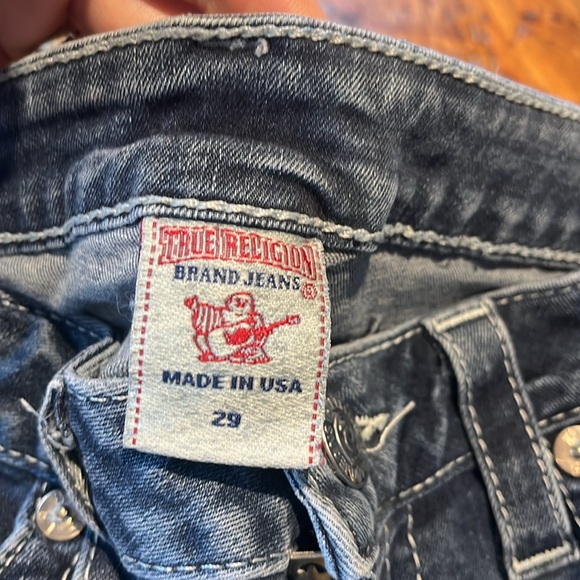 TRUE RELIGION
BRAND JEANS ®
MADE IN USA
29